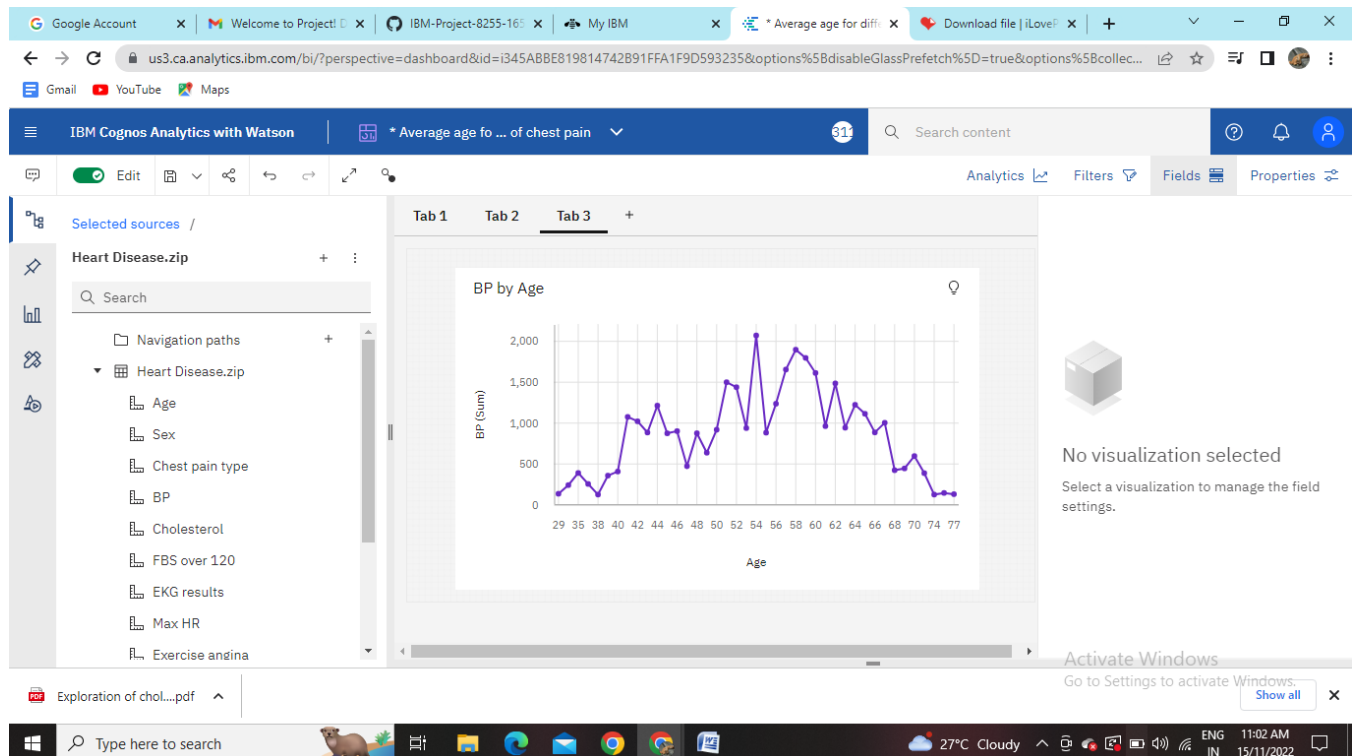 Google Account
Welcome to Project! D
IBM-Project-8255-165
My IBM
* Average age for diffe
Download file | iLoveP
us3.ca.analytics.ibm.com/bi/?perspective=dashboard&id=i345ABBE819814742B91FFA1F9D593235&options%5BdisableGlassPrefetch%5D=true&options%5Bcollec...
Gmail
YouTube
Maps
IBM Cognos Analytics with Watson
* Average age fo ... of chest pain
311
Search content
Edit
Analytics
Filters
Fields
Properties
Selected sources /
Heart Disease.zip
Search
Navigation paths
Heart Disease.zip
Age
Sex
Chest pain type
BP
Cholesterol
FBS over 120
EKG results
Max HR
Exercise angina
Tab 1 Tab 2 Tab 3 +
BP by Age
2,000
1,500
1,000
500
0
BP (Sum)
29 35 38 40 42 44 46 48 50 52 54 56 58 60 62 64 66 68 70 74 77
Age
No visualization selected
Select a visualization to manage the field
settings.
Activate Windows
Go to Settings to activate Windows.
Exploration of chol....pdf
Show all
Type here to search
27°C Cloudy
ENG
IN
11:02 AM
15/11/2022